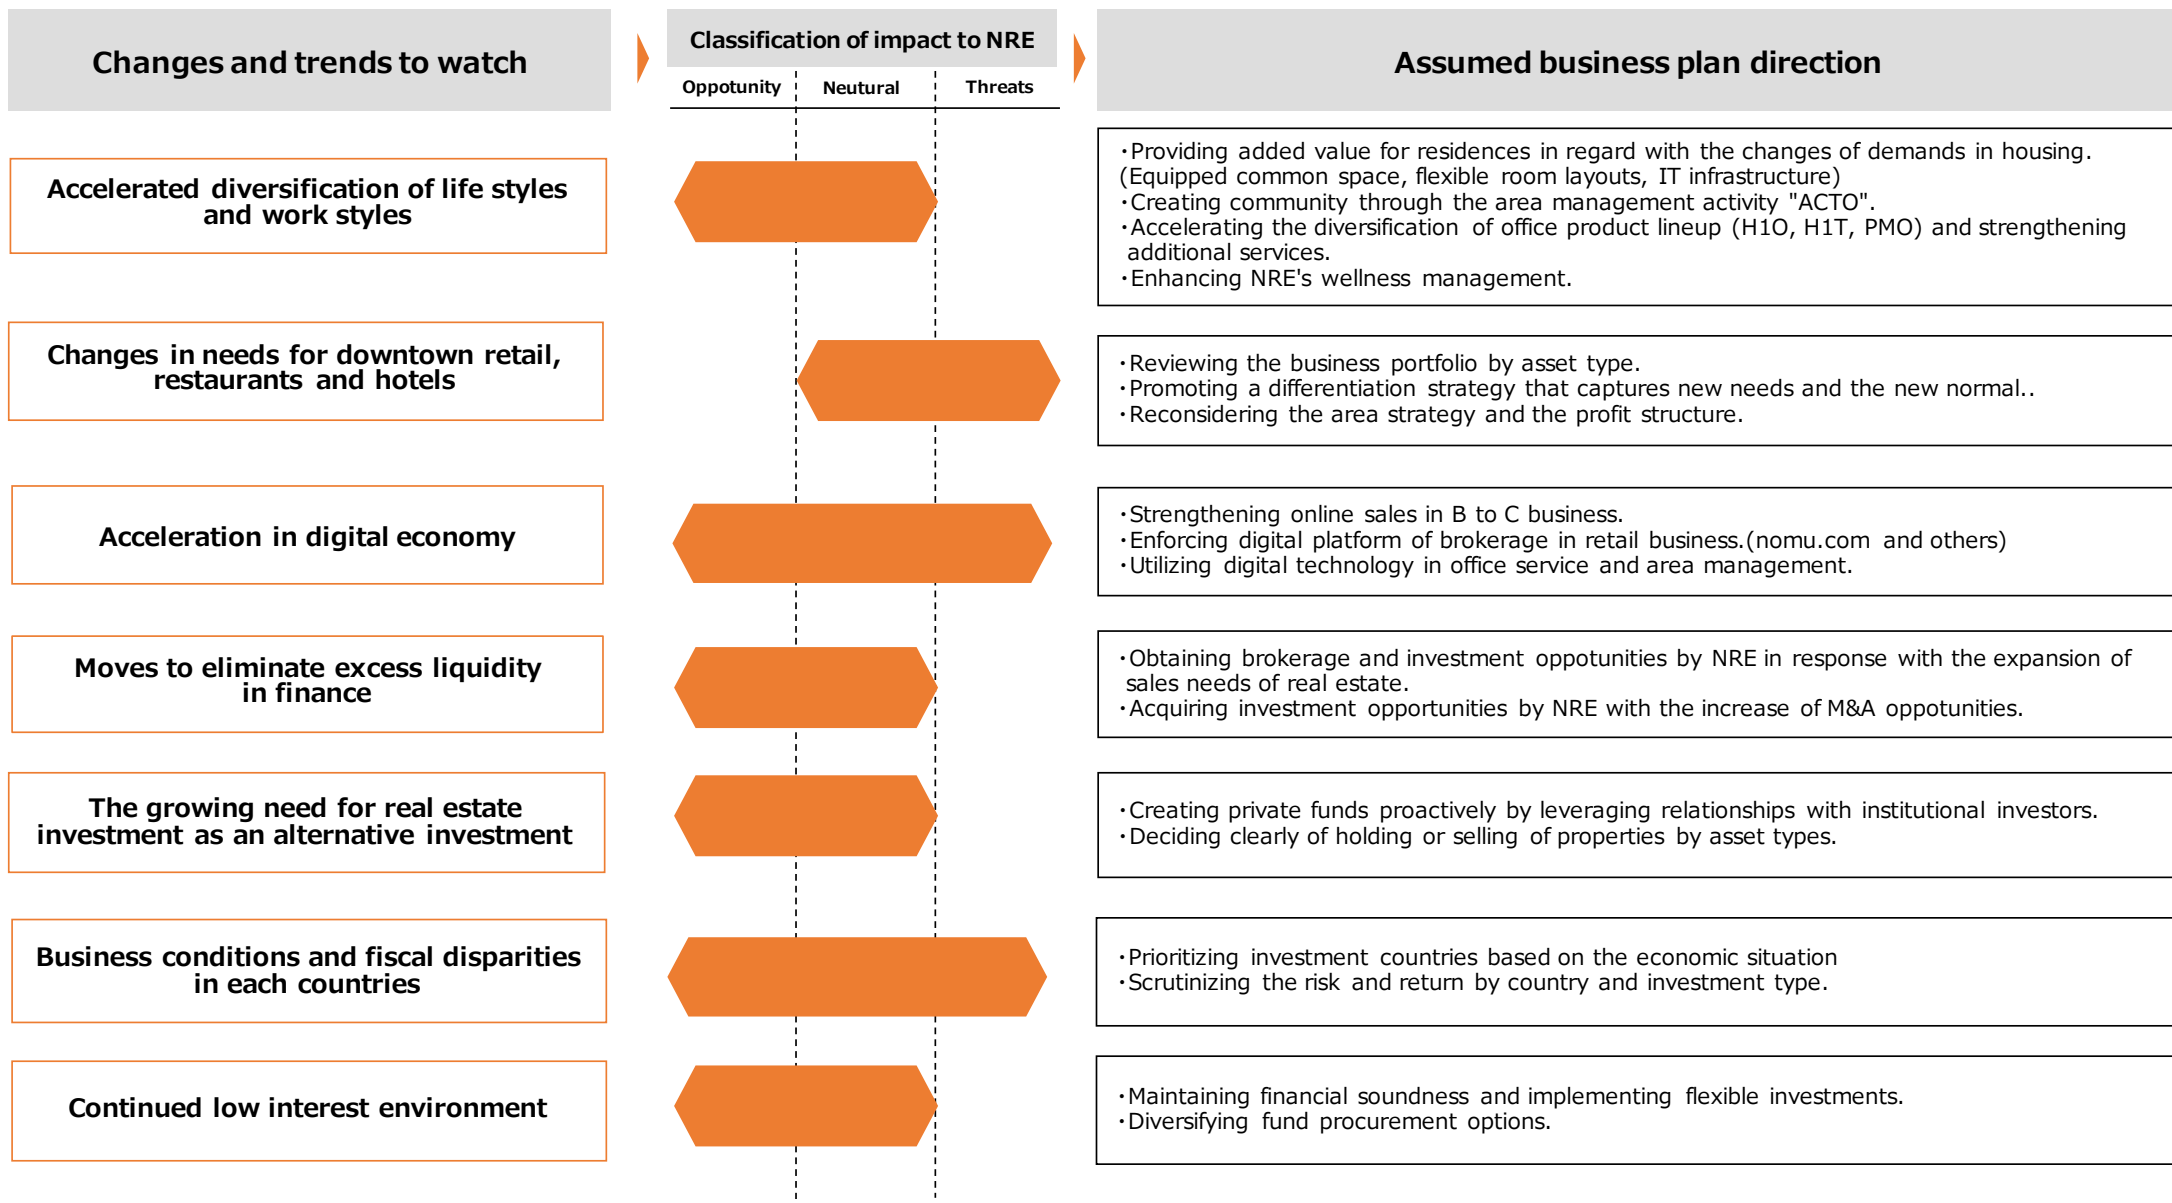 Changes and trends to watch
Classification of impact to NRE
Oppotunity
Neutural
Threats
Assumed business plan direction
Accelerated diversification of life styles
and work styles
・Providing added value for residences in regard with the changes of demands in housing.
(Equipped common space, flexible room layouts, IT infrastructure)
・Creating community through the area management activity "ACTO".
・Accelerating the diversification of office product lineup (H1O, H1T, PMO) and strengthening
additional services.
・Enhancing NRE's wellness management.
Changes in needs for downtown retail,
restaurants and hotels
・Reviewing the business portfolio by asset type.
・Promoting a differentiation strategy that captures new needs and the new normal..
・Reconsidering the area strategy and the profit structure.
Acceleration in digital economy
・Strengthening online sales in B to C business.
・Enforcing digital platform of brokerage in retail business.(nomu.com and others)
・Utilizing digital technology in office service and area management.
Moves to eliminate excess liquidity
in finance
・Obtaining brokerage and investment oppotunities by NRE in response with the expansion of
sales needs of real estate.
・Acquiring investment opportunities by NRE with the increase of M&A oppotunities.
The growing need for real estate
investment as an alternative investment
・Creating private funds proactively by leveraging relationships with institutional investors.
・Deciding clearly of holding or selling of properties by asset types.
Business conditions and fiscal disparities
in each countries
・Prioritizing investment countries based on the economic situation
・Scrutinizing the risk and return by country and investment type.
Continued low interest environment
・Maintaining financial soundness and implementing flexible investments.
・Diversifying fund procurement options.